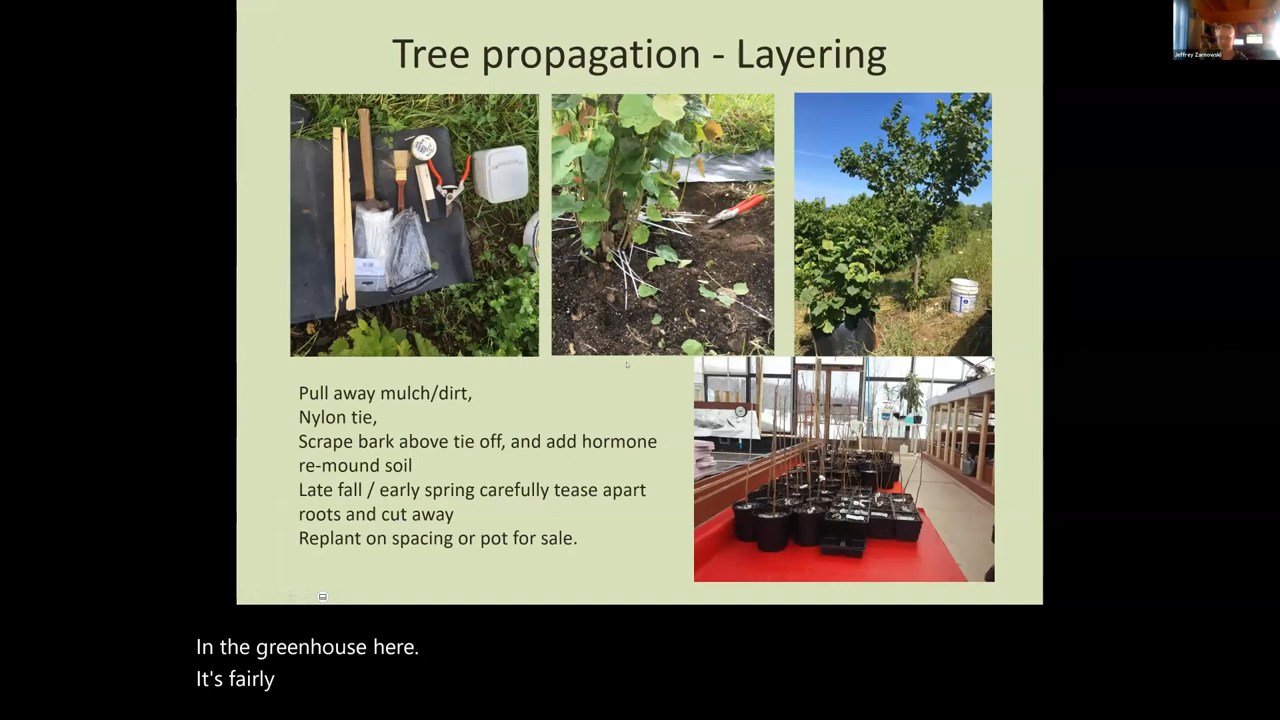 Tree propagation - Layering
Jeffrey Zarnowski
Pull away mulch/dirt,
Nylon tie,
Scrape bark above tie off, and add hormone
re-mound soil
Late fall / early spring carefully tease apart
roots and cut away
Replant on spacing or pot for sale.
In the greenhouse here.
It's fairly